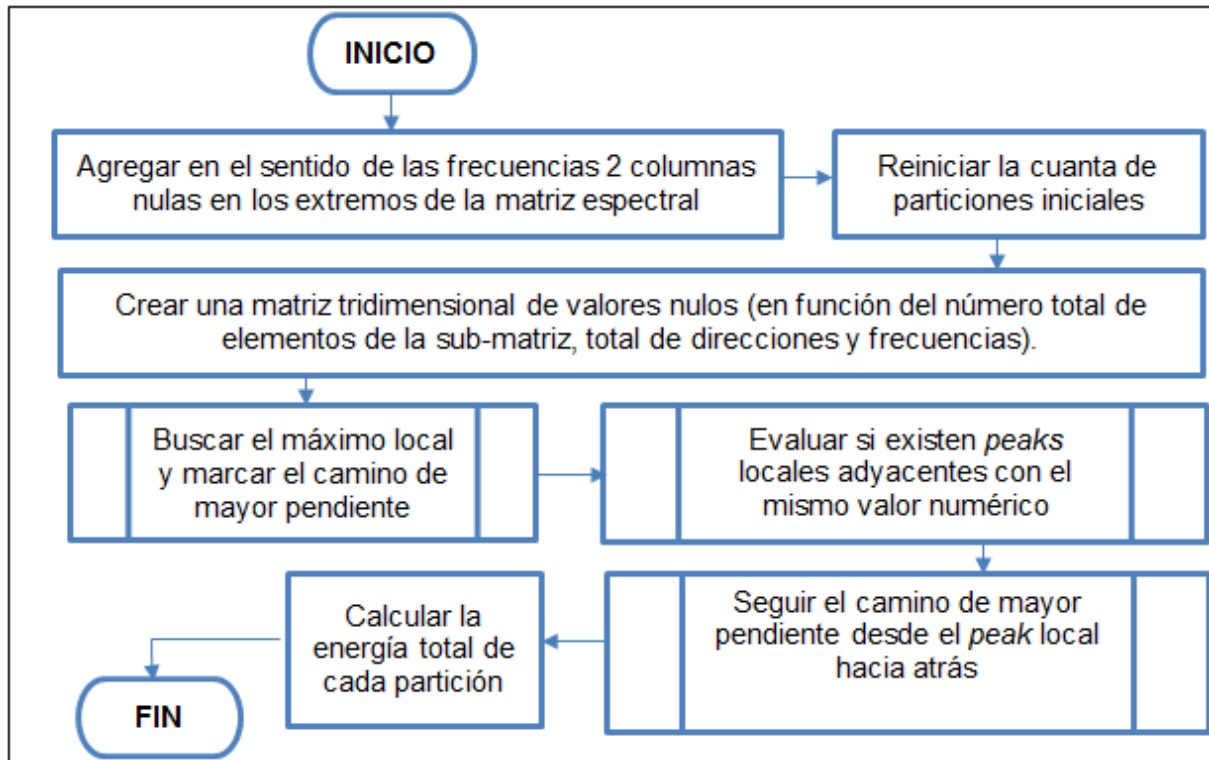 INICIO
Agregar en el sentido de las frecuencias 2 columnas
nulas en los extremos de la matriz espectral
Reiniciar la cuanta de
particiones iniciales
Crear una matriz tridimensional de valores nulos (en función del número total de
elementos de la sub-matriz, total de direcciones y frecuencias).
Buscar el máximo local
y marcar el camino de
mayor pendiente
Evaluar si existen peaks
locales adyacentes con el
mismo valor numérico
Seguir el camino de mayor
pendiente desde el peak local
hacia atrás
Calcular la
energía total de
cada partición
FIN